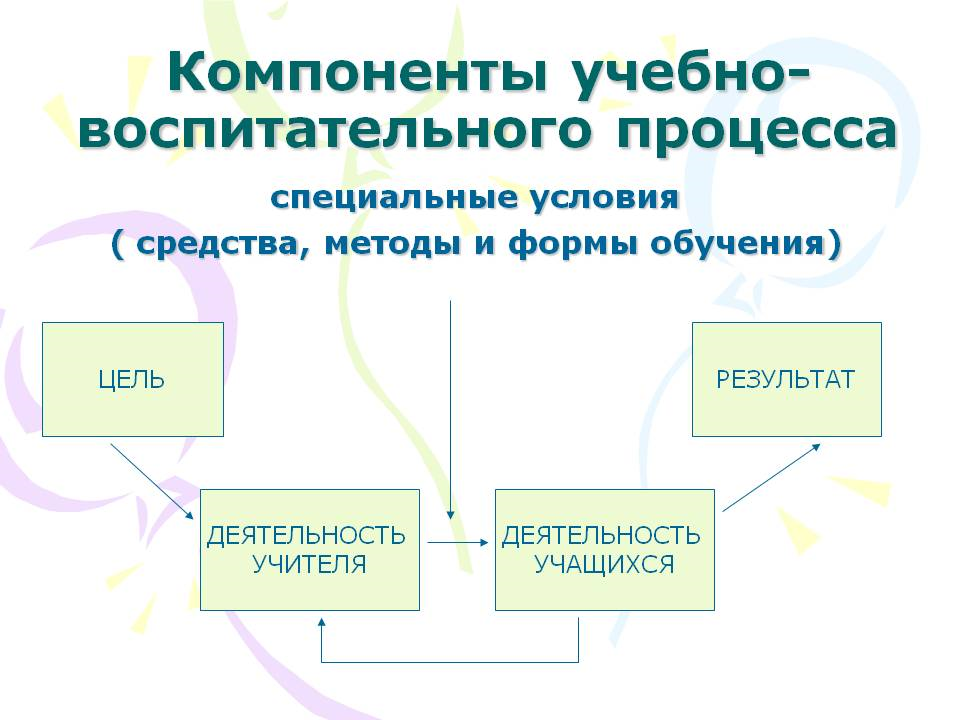 Компоненты учебно-
воспитательного процесса
специальные условия
( средства, методы и формы обучения)
ЦЕЛЬ
РЕЗУЛЬТАТ
ДЕЯТЕЛЬНОСТЬ
УЧИТЕЛЯ
ДЕЯТЕЛЬНОСТЬ
УЧАЩИХСЯ